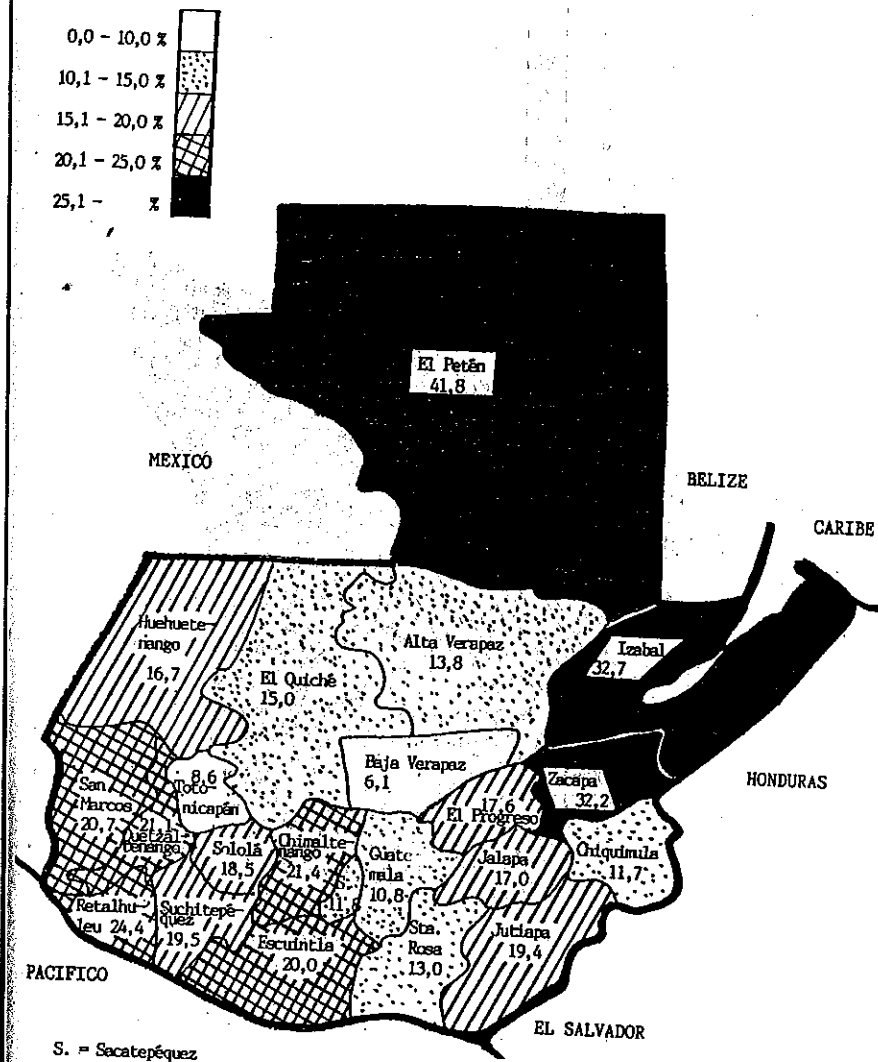 0,0 - 10,0 %
10,1 - 15,0 %
15,1 - 20,0 %
20,1 - 25,0 %
25,1 -     %
El Petén
41,8
MEXICO
BELIZE
CARIBE
Huehuete-
nango
16,7
El Quiché
15,0
Alta Verapaz
13,8
Izabal
32,7
Baja Verapaz
6,1
Zacapa
32,2
HONDURAS
8,6
Toto-
nicapán
San
Marcos
20,7
21,1
Quetzal-
tenango
Sololá
18,5
Chimalte-
nango
21,4
S.
11,8
Guate-
mala
10,8
17,6
El Progreso
Jalapa
17,0
Chiquimula
11,7
Retalhu-
leu 24,4
Suchitepé-
quez
19,5
Escuintla
20,0
Sta.
Rosa
13,0
Jutiapa
19,4
PACIFICO
EL SALVADOR
S. = Sacatepéquez